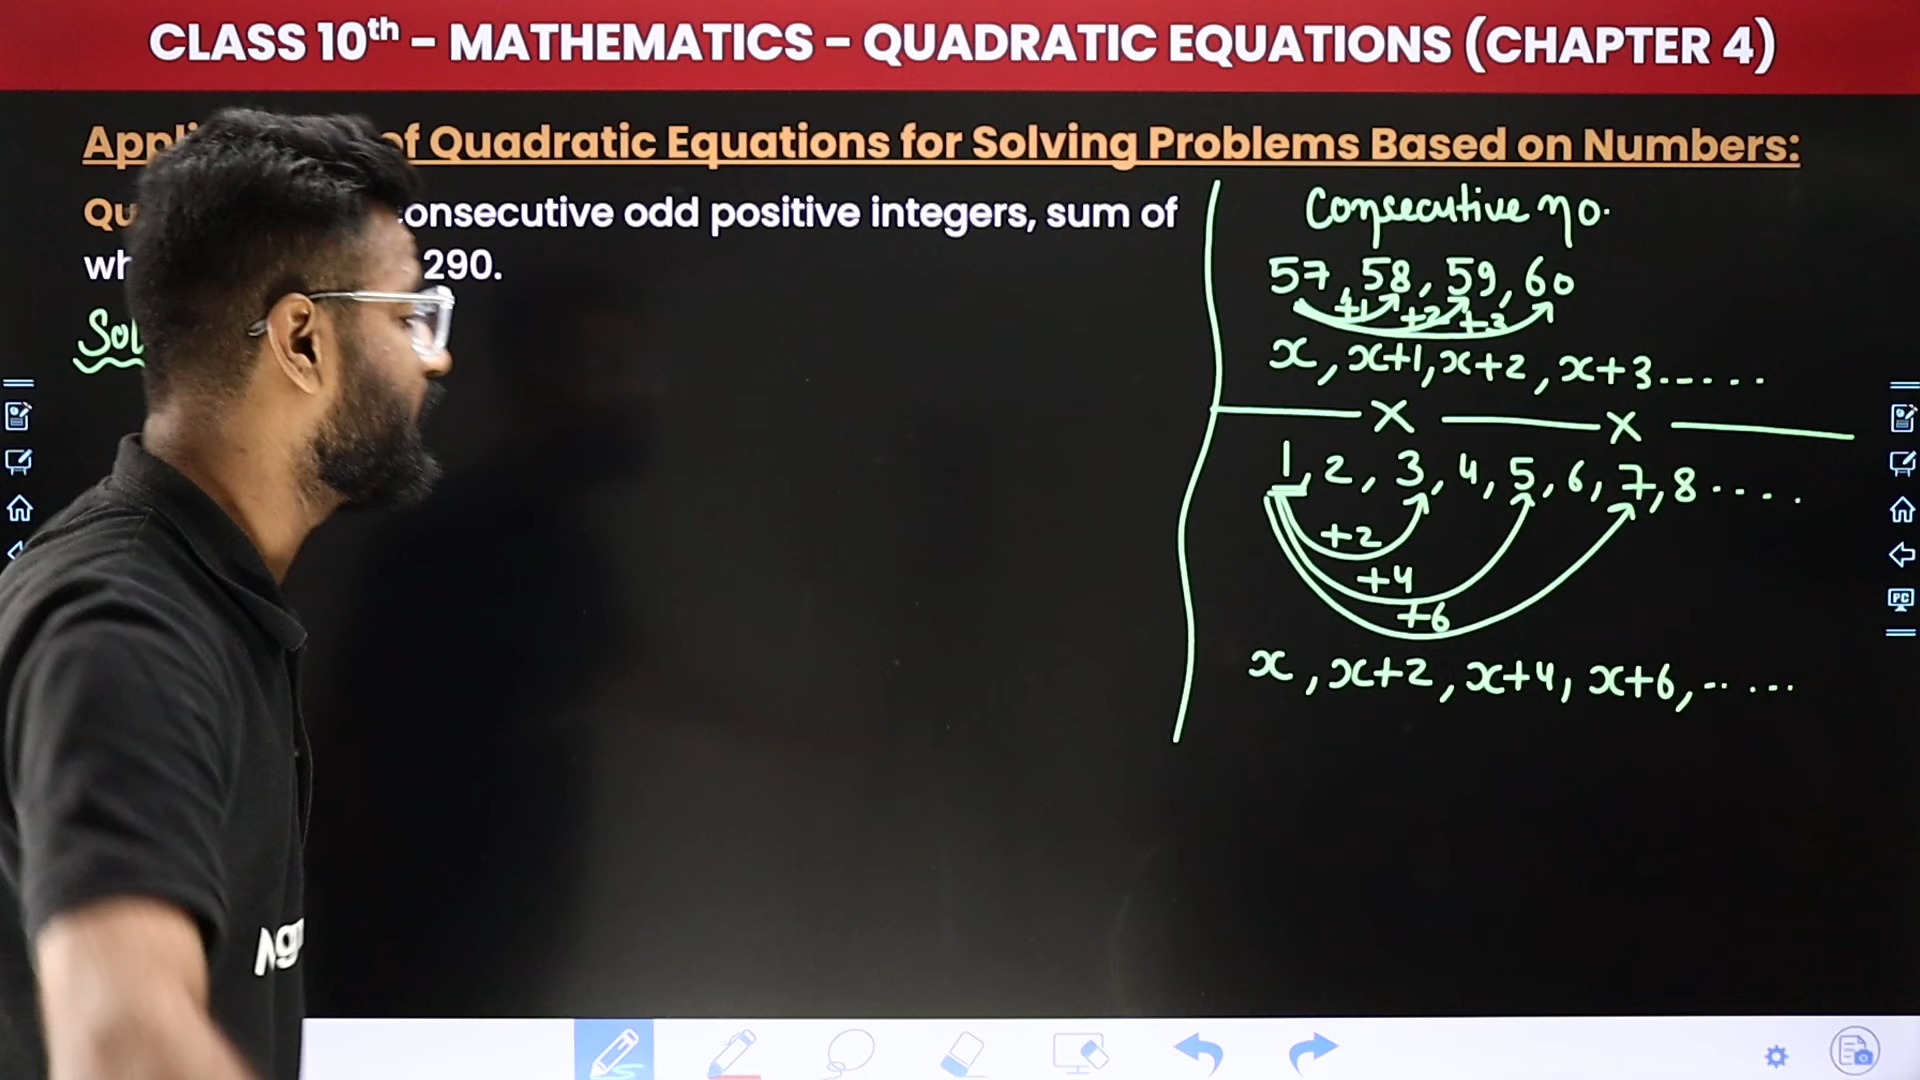 CLASS 10th - MATHEMATICS - QUADRATIC EQUATIONS (CHAPTER 4)
of Quadratic Equations for Solving Problems Based on Numbers:
odd positive integers, sum of
290.
Consecutive no.
57, 58, 59, 60
+1 +2 +3
x, x+1, x+2, x+3.......
x x
1, 2, 3, 4, 5, 6, 7, 8.....
+2
+4
+6
x, x+2, x+4, x+6, .....
PC